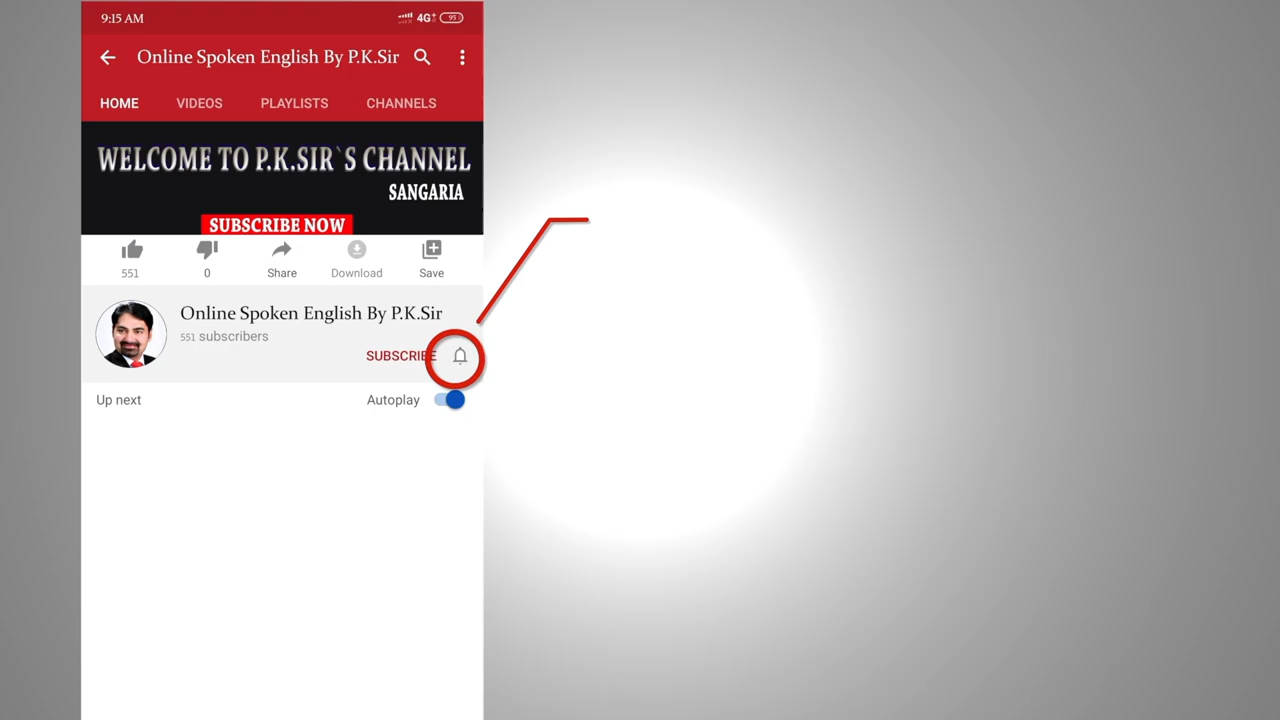 9:15 AM 4G 95
Online Spoken English By P.K.Sir
HOME VIDEOS PLAYLISTS CHANNELS
WELCOME TO P.K.SIR`S CHANNEL
SANGARIA
SUBSCRIBE NOW
551 0 Share Download Save
Online Spoken English By P.K.Sir
551 subscribers
SUBSCRIBE
Up next Autoplay